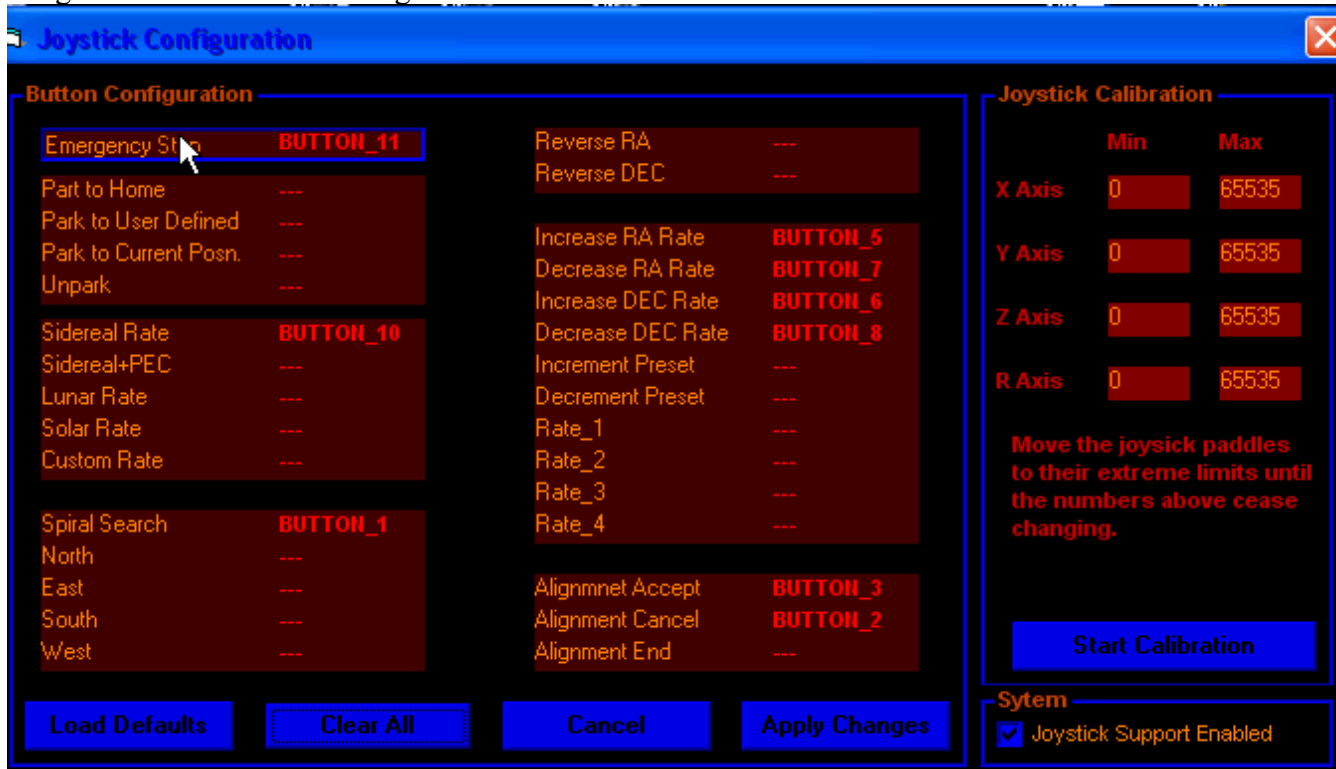 Joystick Configuration
Button Configuration
Emergency Stop BUTTON_11
Part to Home ---
Park to User Defined ---
Park to Current Posn. ---
Unpark ---
Sidereal Rate BUTTON_10
Sidereal+PEC ---
Lunar Rate ---
Solar Rate ---
Custom Rate ---
Spiral Search BUTTON_1
North ---
East ---
South ---
West ---
Reverse RA ---
Reverse DEC ---
Increase RA Rate BUTTON_5
Decrease RA Rate BUTTON_7
Increase DEC Rate BUTTON_6
Decrease DEC Rate BUTTON_8
Increment Preset ---
Decrement Preset ---
Rate_1 ---
Rate_2 ---
Rate_3 ---
Rate_4 ---
Alignmnet Accept BUTTON_3
Alignment Cancel BUTTON_2
Alignment End ---
Load Defaults Clear All Cancel Apply Changes
Joystick Calibration
Min Max
X Axis 0 65535
Y Axis 0 65535
Z Axis 0 65535
R Axis 0 65535
Move the joysick paddles
to their extreme limits until
the numbers above cease
changing.
Start Calibration
Sytem
Joystick Support Enabled